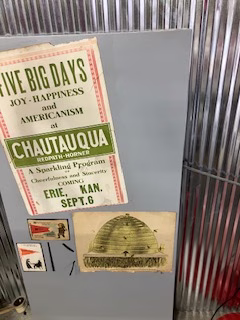 FIVE BIG DAYS
JOY - HAPPINESS
and
AMERICANISM
at
CHAUTAUQUA
REDPATH-HORNER
A Sparkling Program
of
Cheerfulness and Sincerity
COMING
ERIE, KAN.
SEPT. 6